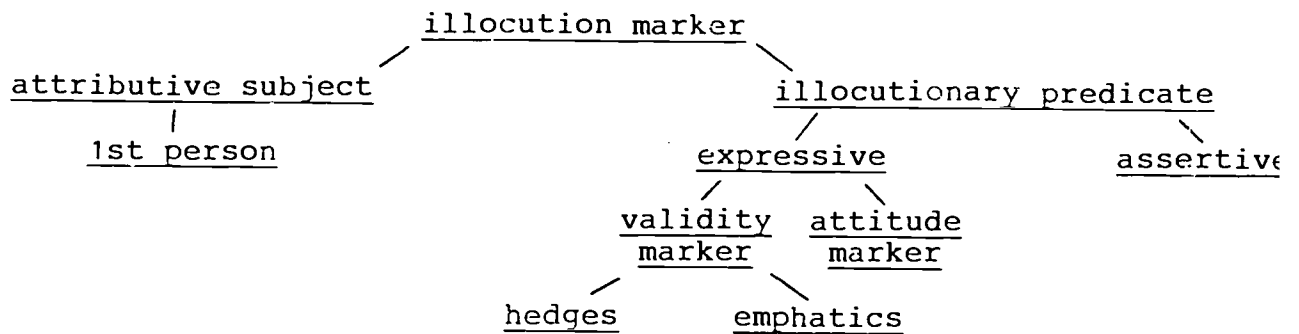 illocution marker
attributive subject
illocutionary predicate
1st person
expressive
assertive
validity marker
attitude marker
hedges
emphatics